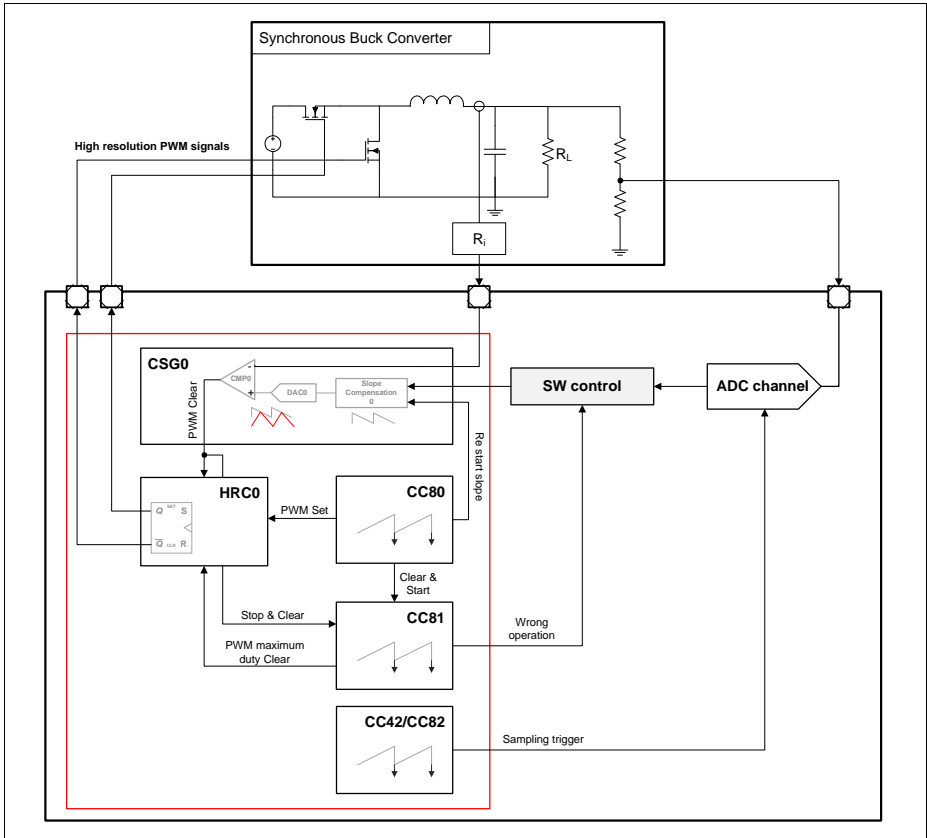 Synchronous Buck Converter
High resolution PWM signals
RL
Ri
CSG0
CMP0
-
+
DAC0
Slope
Compensation
0
SW control
ADC channel
PWM Clear
Re start slope
HRC0
Q SET S
Q CLR R
PWM Set
CC80
Clear &
Start
Stop & Clear
CC81
PWM maximum
duty Clear
Wrong
operation
CC42/CC82
Sampling trigger